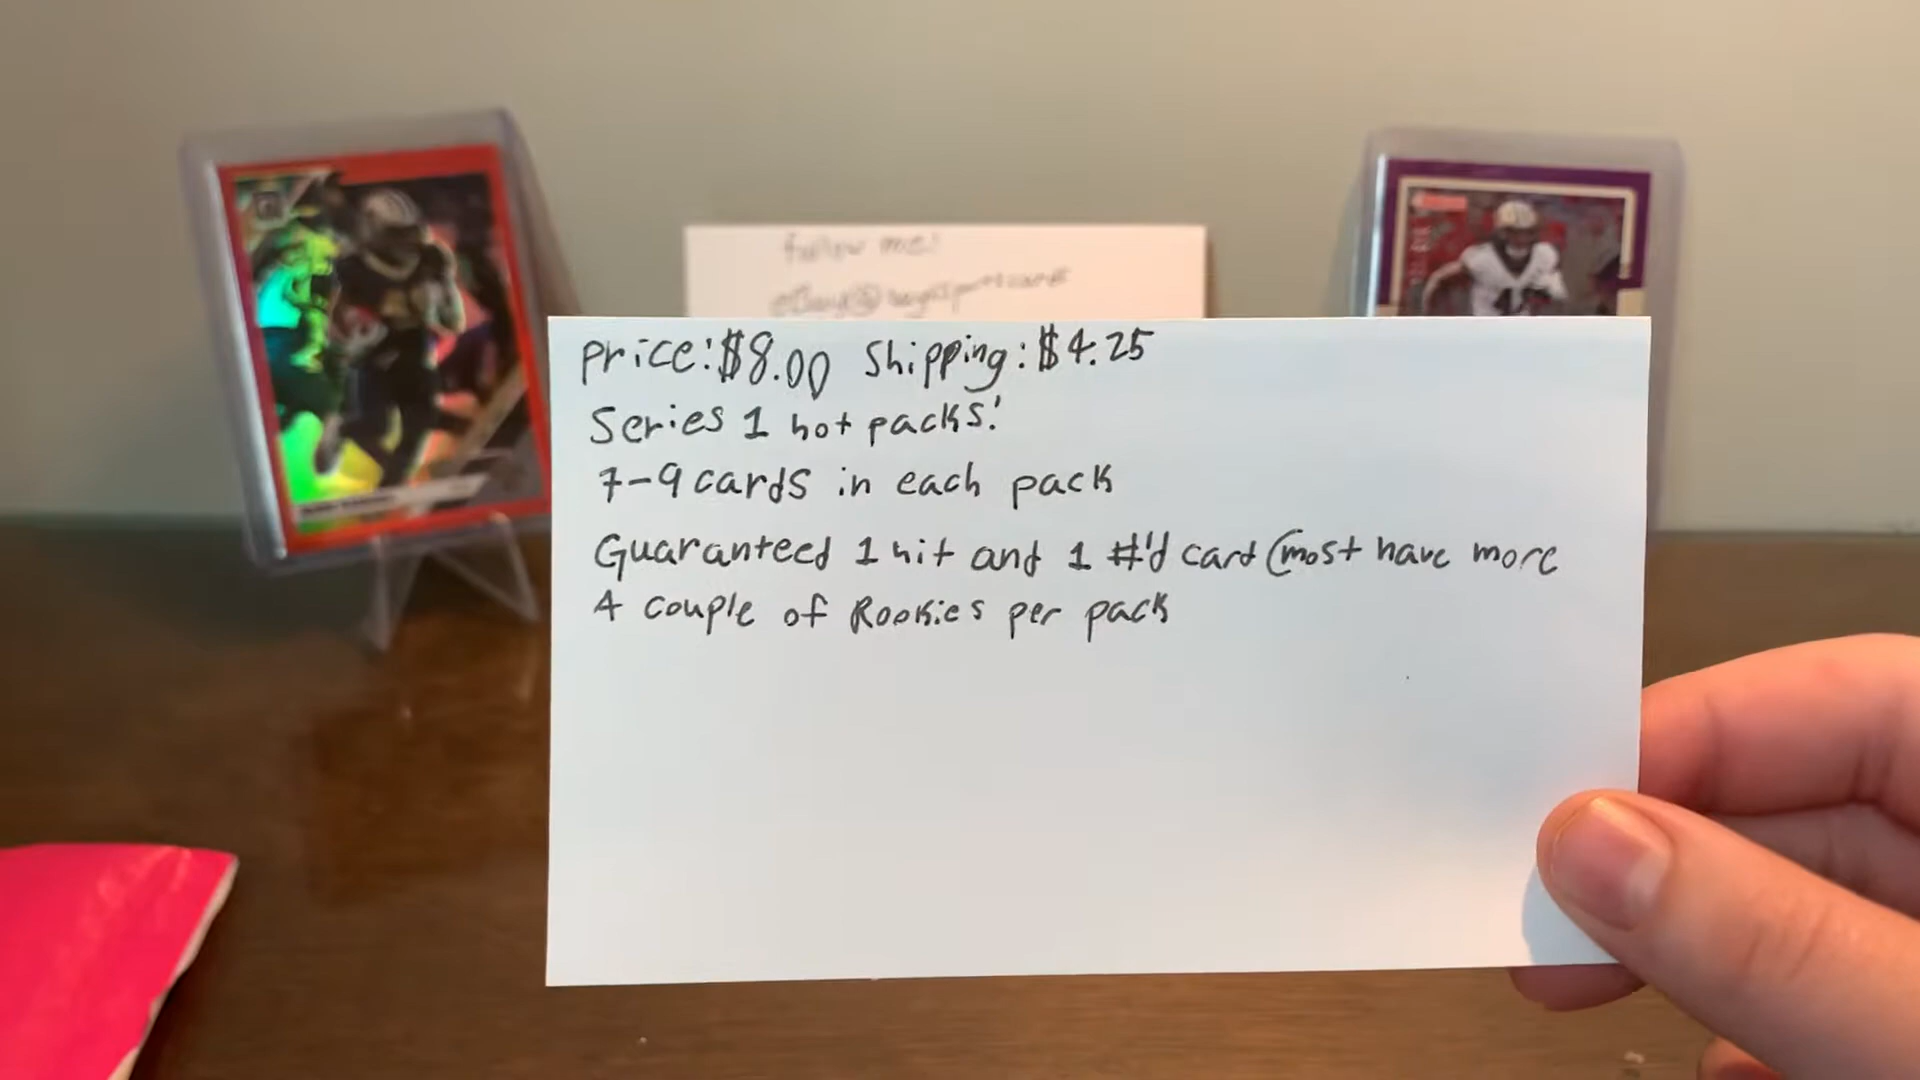 follow me!
Price:$8.00 Shipping:$4.25
Series 1 hot packs!
7-9 cards in each pack
Guaranteed 1 hit and 1 #'d card (most have more
A couple of Rookies per pack